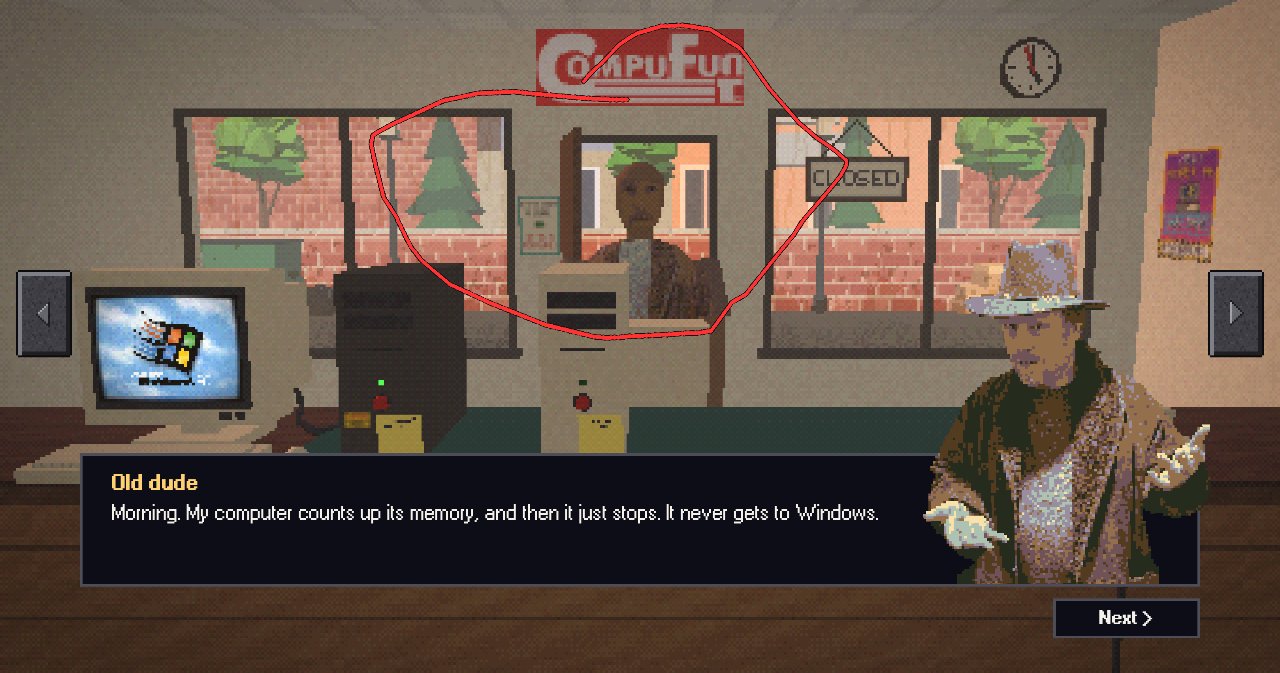 COMPUFUN
CLOSED
Old dude
Morning. My computer counts up its memory, and then it just stops. It never gets to Windows.
Next >